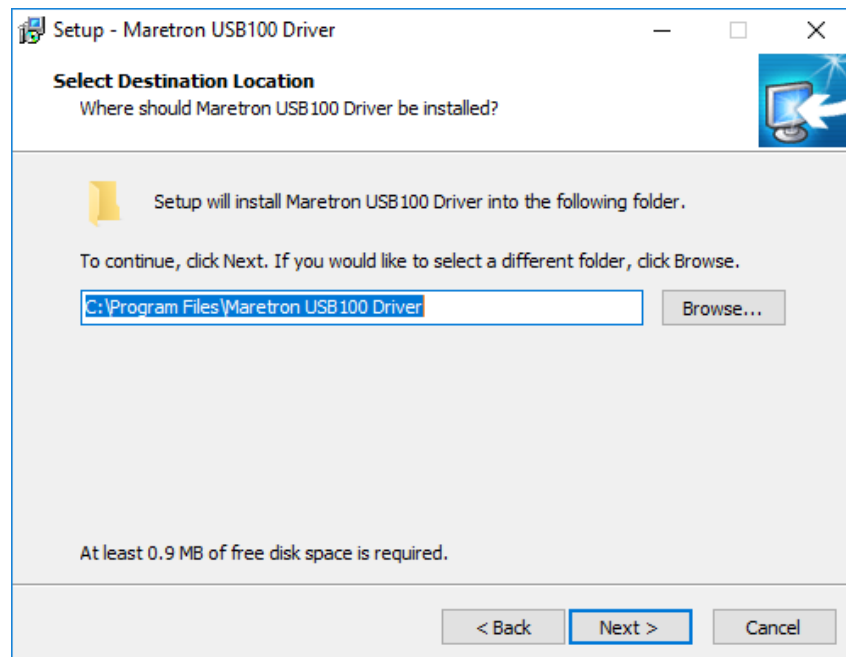 Setup - Maretron USB100 Driver
Select Destination Location
Where should Maretron USB100 Driver be installed?
Setup will install Maretron USB100 Driver into the following folder.
To continue, click Next. If you would like to select a different folder, click Browse.
C:\Program Files\Maretron USB100 Driver
Browse...
At least 0.9 MB of free disk space is required.
< Back
Next >
Cancel